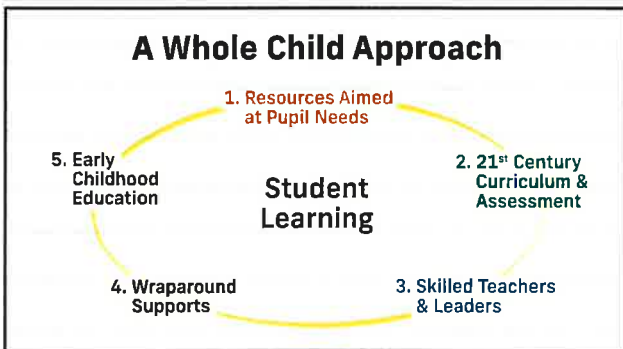 A Whole Child Approach
1. Resources Aimed
at Pupil Needs
2. 21st Century
Curriculum &
Assessment
3. Skilled Teachers
& Leaders
4. Wraparound
Supports
5. Early
Childhood
Education
Student
Learning